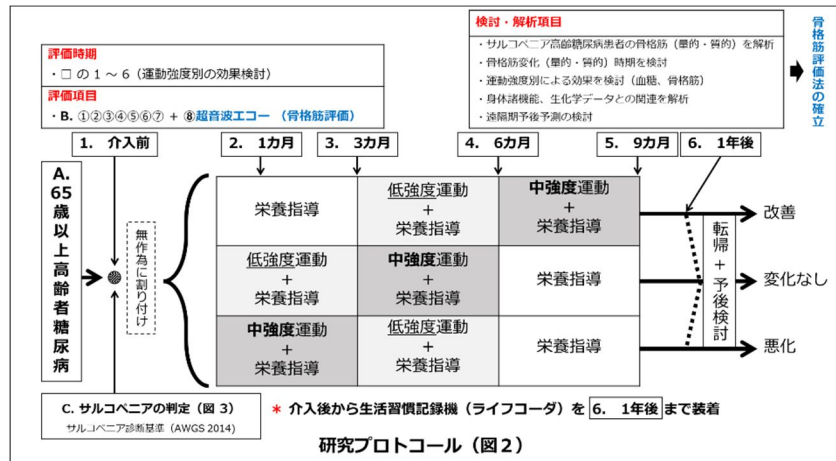 評価時期
・□ の 1 ～ 6（運動強度別の効果検討）
評価項目
・B. ①②③④⑤⑥⑦ + ⑧超音波エコー （骨格筋評価）
検討・解析項目
・サルコペニア高齢糖尿病患者の骨格筋（量的・質的）を解析
・骨格筋変化（量的・質的）時期を検討
・運動強度別による効果を検討（血糖、骨格筋）
・身体諸機能、生化学データとの関連を解析
・遠隔期予後予測の検討
骨格筋評価法の確立
1. 介入前
2. 1カ月
3. 3カ月
4. 6カ月
5. 9カ月
6. 1年後
A. 65歳以上高齢者糖尿病
無作為に割り付け
栄養指導
低強度運動
+
栄養指導
中強度運動
+
栄養指導
低強度運動
+
栄養指導
中強度運動
+
栄養指導
栄養指導
中強度運動
+
栄養指導
低強度運動
+
栄養指導
栄養指導
転帰+予後検討
改善
変化なし
悪化
C. サルコペニアの判定（図 3）
サルコペニア診断基準（AWGS 2014）
* 介入後から生活習慣記録機（ライフコーダ）を 6. 1年後 まで装着
研究プロトコール（図２）